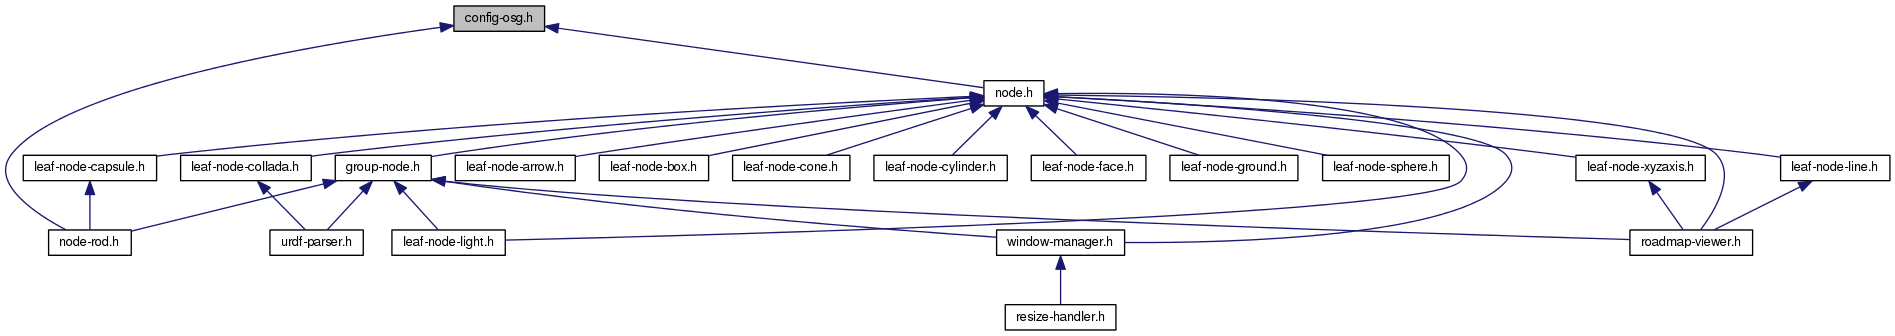 config-osg.h
node.h
leaf-node-capsule.h
leaf-node-collada.h
group-node.h
leaf-node-arrow.h
leaf-node-box.h
leaf-node-cone.h
leaf-node-cylinder.h
leaf-node-face.h
leaf-node-ground.h
leaf-node-sphere.h
leaf-node-xyzaxis.h
leaf-node-line.h
node-rod.h
urdf-parser.h
leaf-node-light.h
window-manager.h
roadmap-viewer.h
resize-handler.h